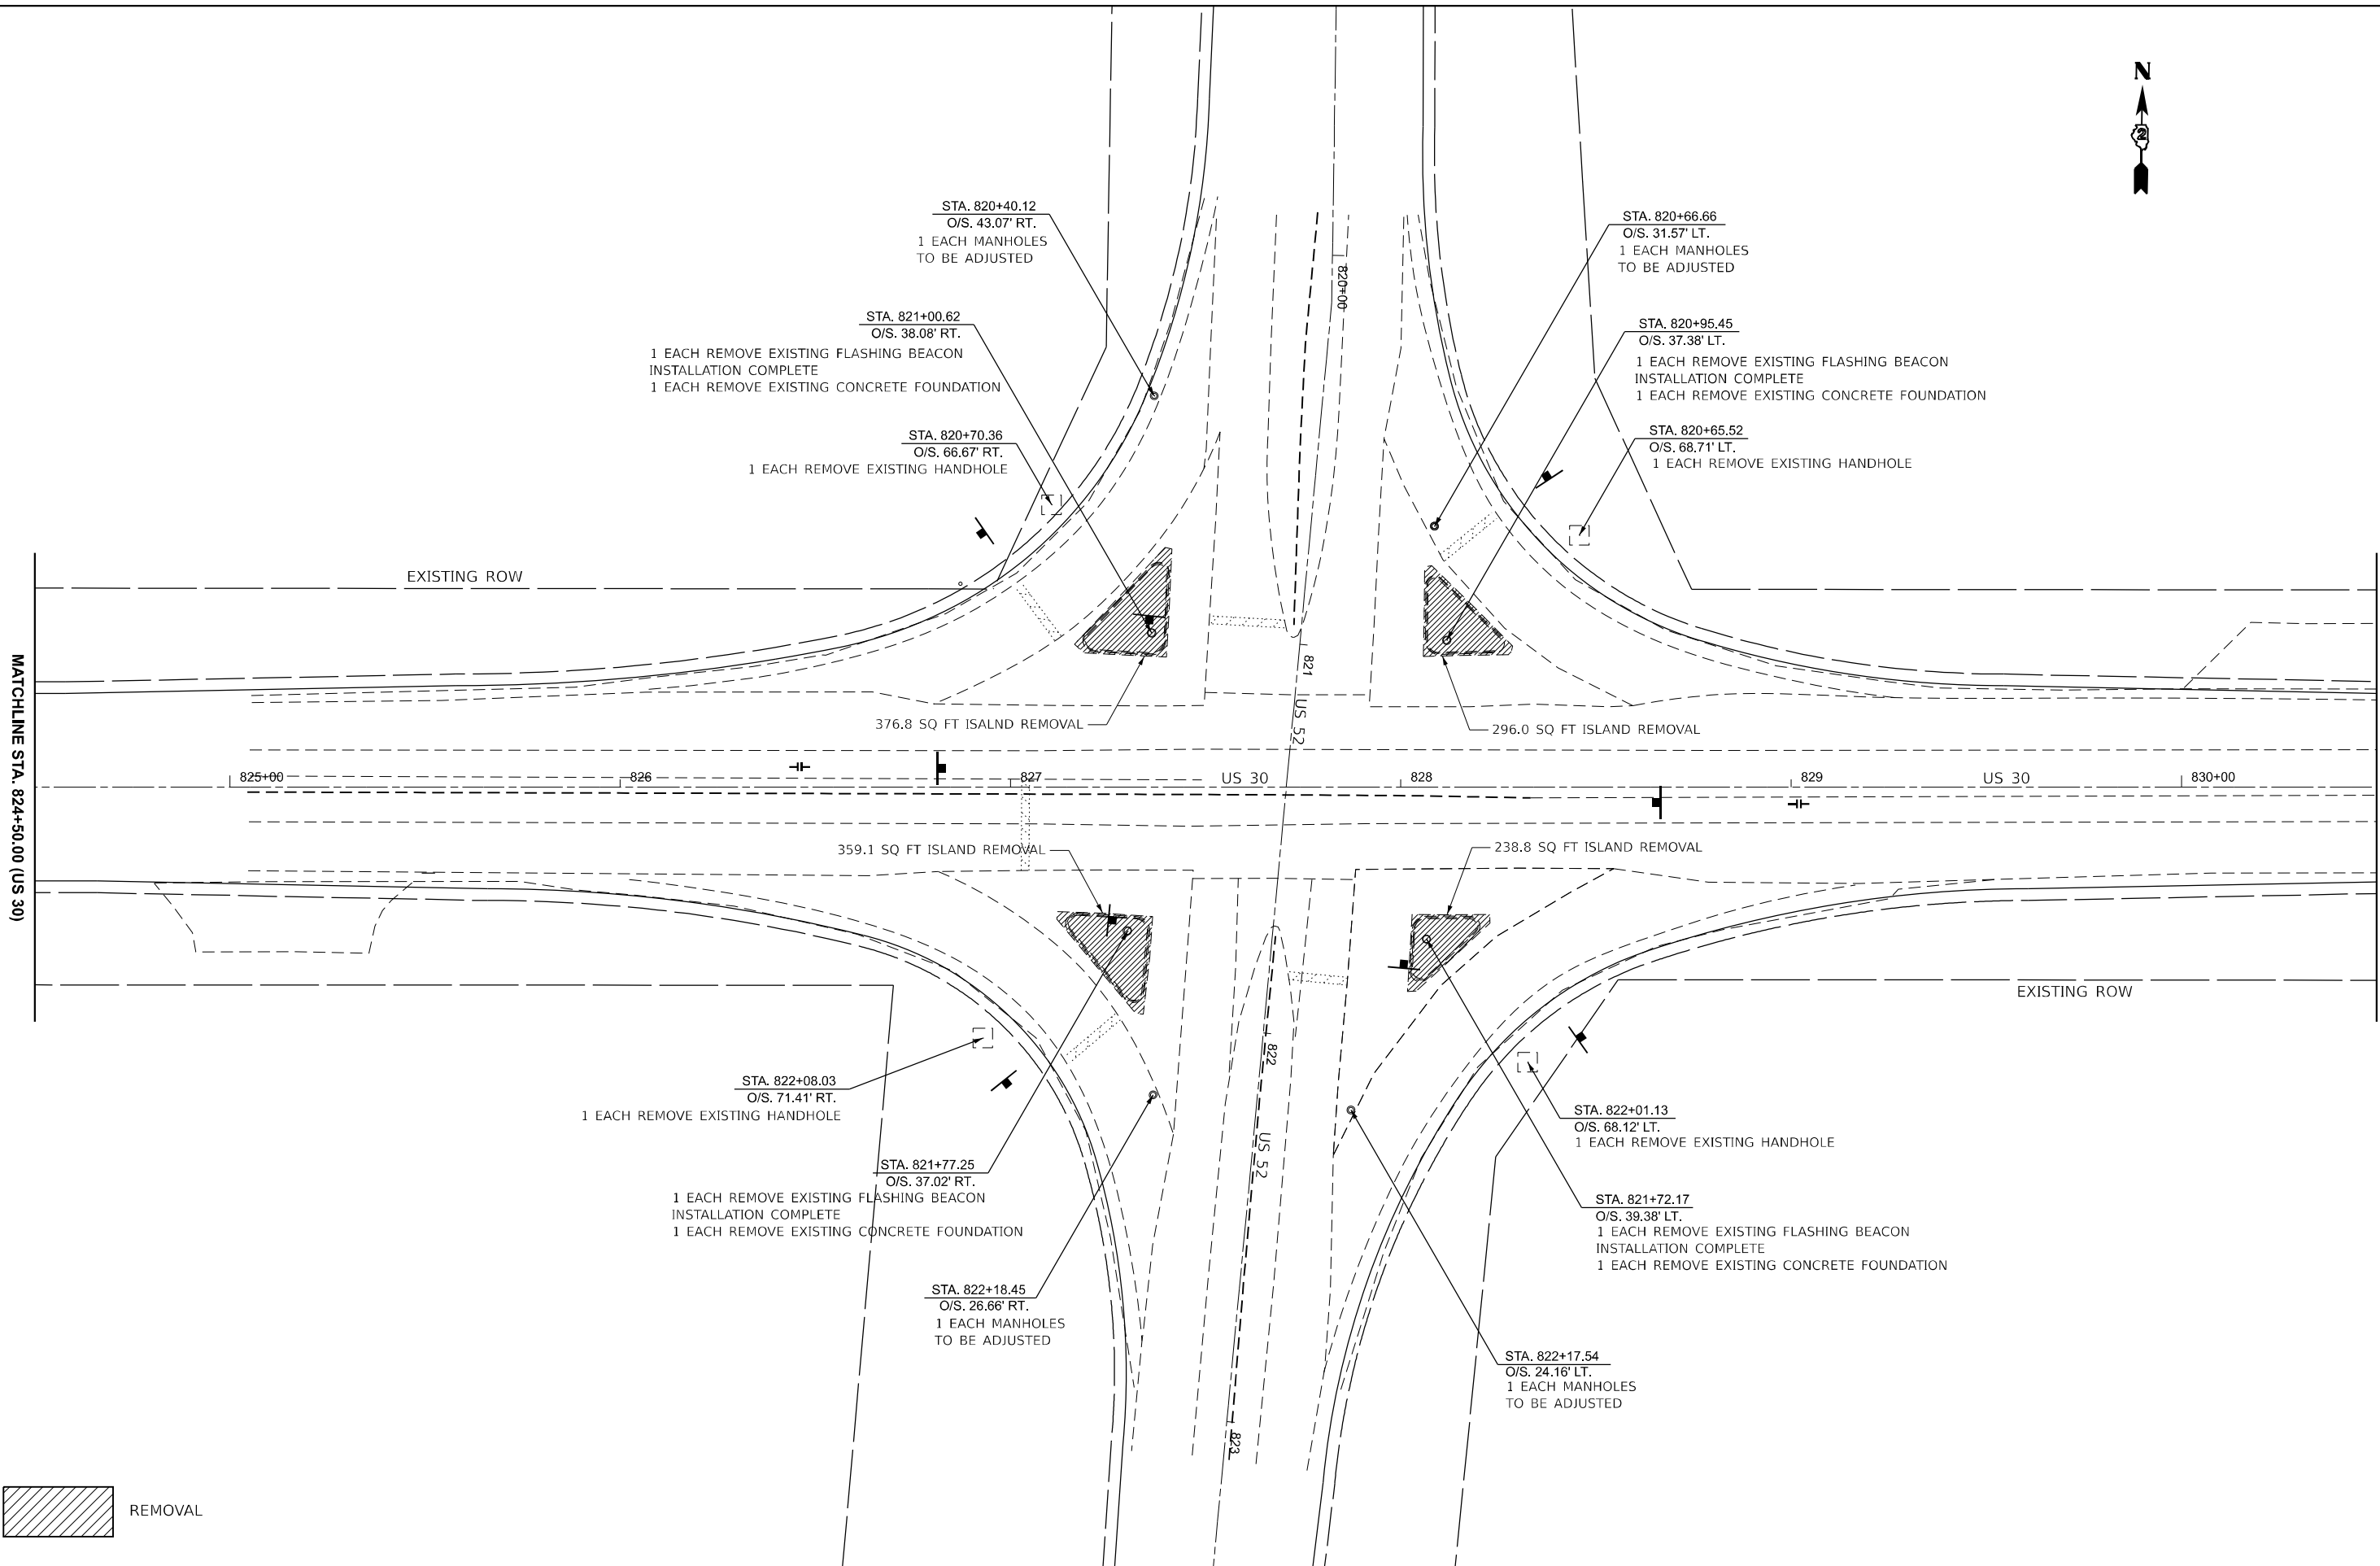 N
2
STA. 820+40.12
O/S. 43.07' RT.
1 EACH MANHOLES
TO BE ADJUSTED
STA. 820+66.66
O/S. 31.57' LT.
1 EACH MANHOLES
TO BE ADJUSTED
820+00
STA. 821+00.62
O/S. 38.08' RT.
1 EACH REMOVE EXISTING FLASHING BEACON
INSTALLATION COMPLETE
1 EACH REMOVE EXISTING CONCRETE FOUNDATION
STA. 820+95.45
O/S. 37.38' LT.
1 EACH REMOVE EXISTING FLASHING BEACON
INSTALLATION COMPLETE
1 EACH REMOVE EXISTING CONCRETE FOUNDATION
STA. 820+70.36
O/S. 66.67' RT.
1 EACH REMOVE EXISTING HANDHOLE
STA. 820+65.52
O/S. 68.71' LT.
1 EACH REMOVE EXISTING HANDHOLE
EXISTING ROW
821
US 52
376.8 SQ FT ISALND REMOVAL
296.0 SQ FT ISLAND REMOVAL
MATCHLINE STA. 824+50.00 (US 30)
825+00
826
827
US 30
828
829
US 30
830+00
359.1 SQ FT ISLAND REMOVAL
238.8 SQ FT ISLAND REMOVAL
EXISTING ROW
822
STA. 822+08.03
O/S. 71.41' RT.
1 EACH REMOVE EXISTING HANDHOLE
STA. 822+01.13
O/S. 68.12' LT.
1 EACH REMOVE EXISTING HANDHOLE
US 52
STA. 821+77.25
O/S. 37.02' RT.
1 EACH REMOVE EXISTING FLASHING BEACON
INSTALLATION COMPLETE
1 EACH REMOVE EXISTING CONCRETE FOUNDATION
STA. 821+72.17
O/S. 39.38' LT.
1 EACH REMOVE EXISTING FLASHING BEACON
INSTALLATION COMPLETE
1 EACH REMOVE EXISTING CONCRETE FOUNDATION
STA. 822+18.45
O/S. 26.66' RT.
1 EACH MANHOLES
TO BE ADJUSTED
STA. 822+17.54
O/S. 24.16' LT.
1 EACH MANHOLES
TO BE ADJUSTED
823
REMOVAL